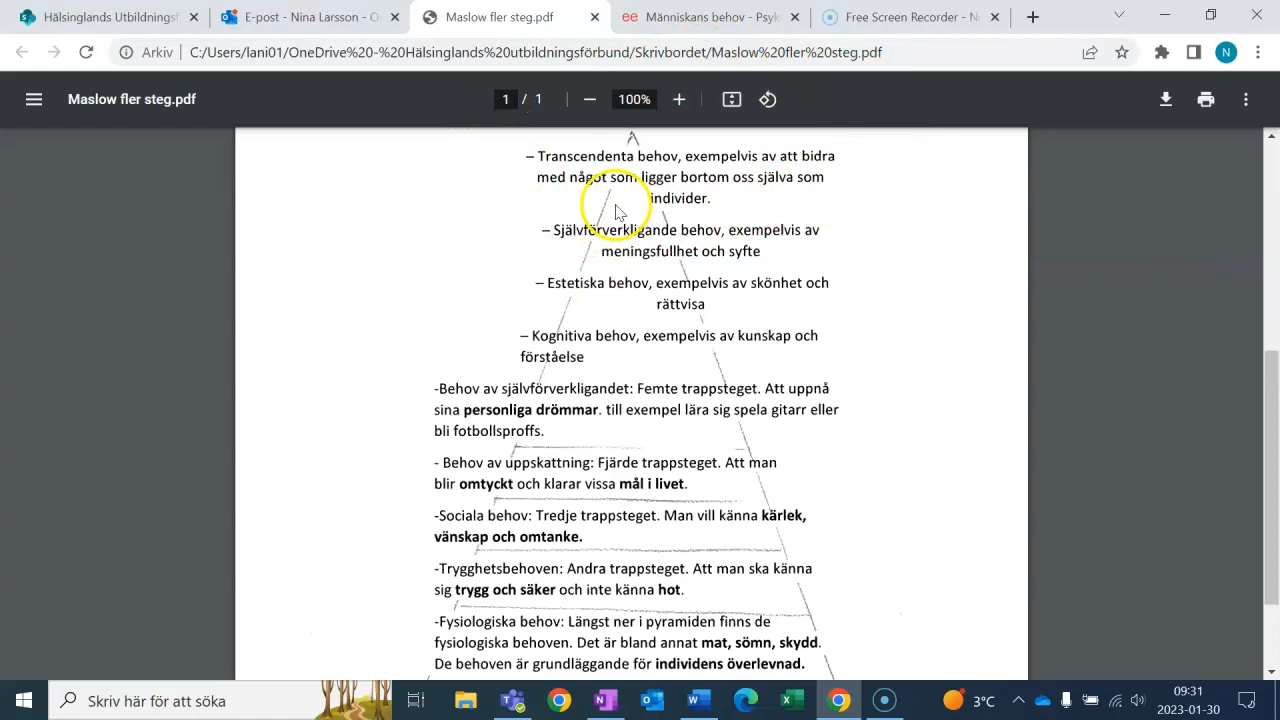 Hälsinglands Utbildningsf
E-post - Nina Larsson - O
Maslow fler steg.pdf
Människans behov - Psyk
Free Screen Recorder - Na
Arkiv
C:/Users/lani01/OneDrive%20-%20Hälsinglands%20utbildningsförbund/Skrivbordet/Maslow%20fler%20steg.pdf
N
Maslow fler steg.pdf
1 / 1
100%
– Transcendenta behov, exempelvis av att bidra
med något som ligger bortom oss själva som
individer.
– Självförverkligande behov, exempelvis av
meningsfullhet och syfte
– Estetiska behov, exempelvis av skönhet och
rättvisa
– Kognitiva behov, exempelvis av kunskap och
förståelse
-Behov av självförverkligandet: Femte trappsteget. Att uppnå
sina personliga drömmar. till exempel lära sig spela gitarr eller
bli fotbollsproffs.
- Behov av uppskattning: Fjärde trappsteget. Att man
blir omtyckt och klarar vissa mål i livet.
-Sociala behov: Tredje trappsteget. Man vill känna kärlek,
vänskap och omtanke.
-Trygghetsbehoven: Andra trappsteget. Att man ska känna
sig trygg och säker och inte känna hot.
-Fysiologiska behov: Längst ner i pyramiden finns de
fysiologiska behoven. Det är bland annat mat, sömn, skydd.
De behoven är grundläggande för individens överlevnad.
Skriv här för att söka
3°C
09:31
2023-01-30